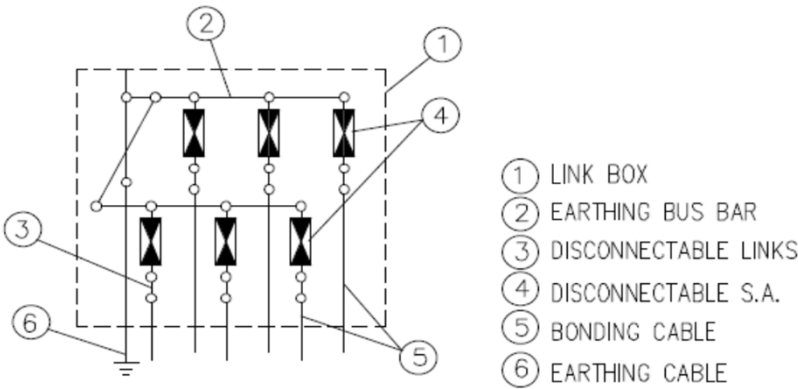 2
1
4
3
6
5
1 LINK BOX
2 EARTHING BUS BAR
3 DISCONNECTABLE LINKS
4 DISCONNECTABLE S.A.
5 BONDING CABLE
6 EARTHING CABLE